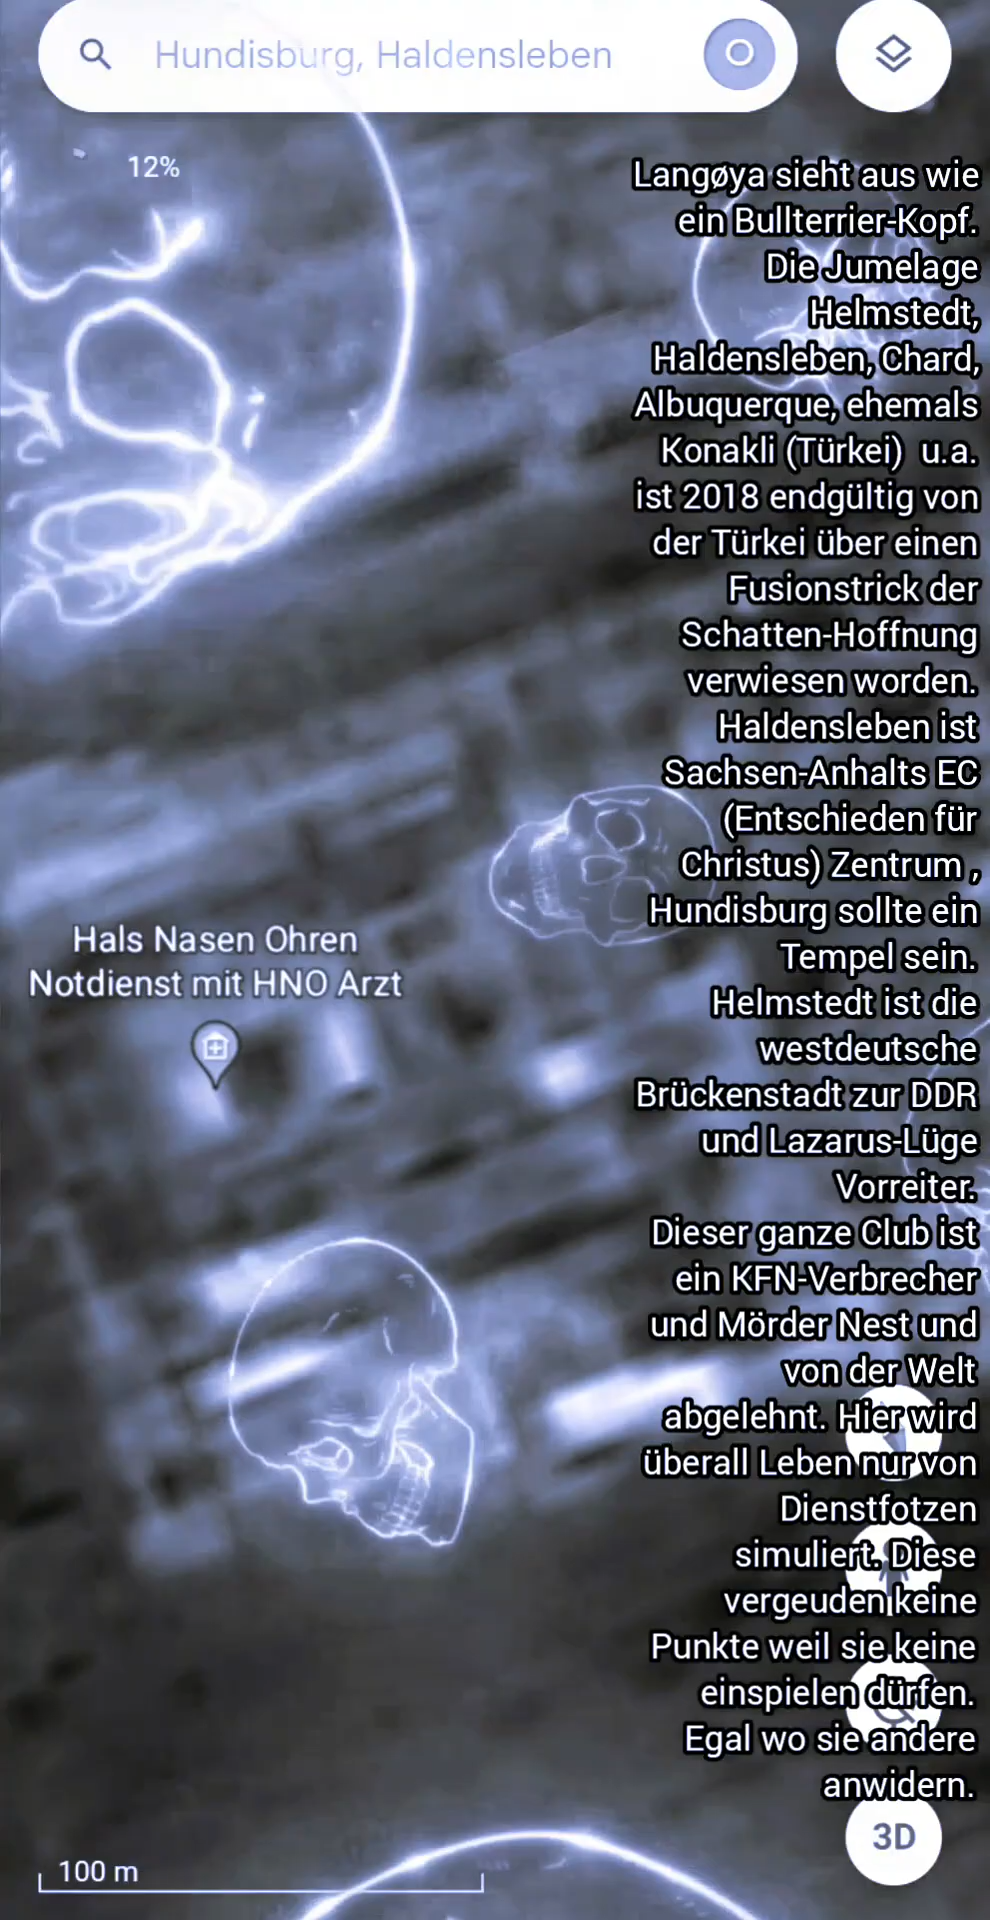 Hundisburg, Haldensleben
12%
Langøya sieht aus wie
ein Bullterrier-Kopf.
Die Jumelage
Helmstedt,
Haldensleben, Chard,
Albuquerque, ehemals
Konakli (Türkei)  u.a.
ist 2018 endgültig von
der Türkei über einen
Fusionstrick der
Schatten-Hoffnung
verwiesen worden.
Haldensleben ist
Sachsen-Anhalts EC
(Entschieden für
Christus) Zentrum ,
Hundisburg sollte ein
Tempel sein.
Helmstedt ist die
westdeutsche
Brückenstadt zur DDR
und Lazarus-Lüge
Vorreiter.
Dieser ganze Club ist
ein KFN-Verbrecher
und Mörder Nest und
von der Welt
abgelehnt. Hier wird
überall Leben nur von
Dienstfotzen
simuliert. Diese
vergeuden keine
Punkte weil sie keine
einspielen dürfen.
Egal wo sie andere
anwidern.
Hals Nasen Ohren
Notdienst mit HNO Arzt
3D
100 m